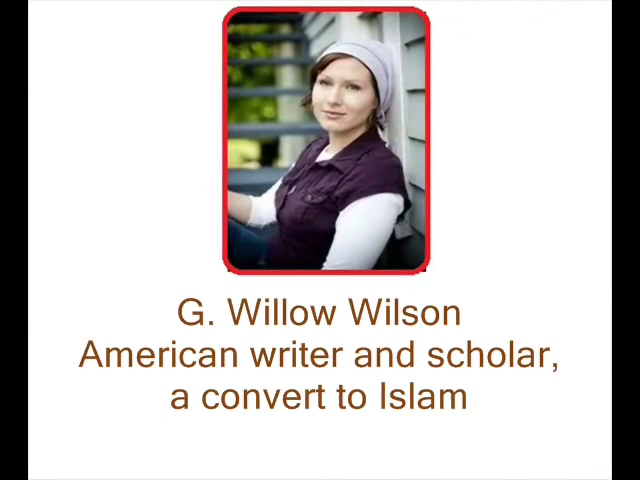 G. Willow Wilson
American writer and scholar,
a convert to Islam